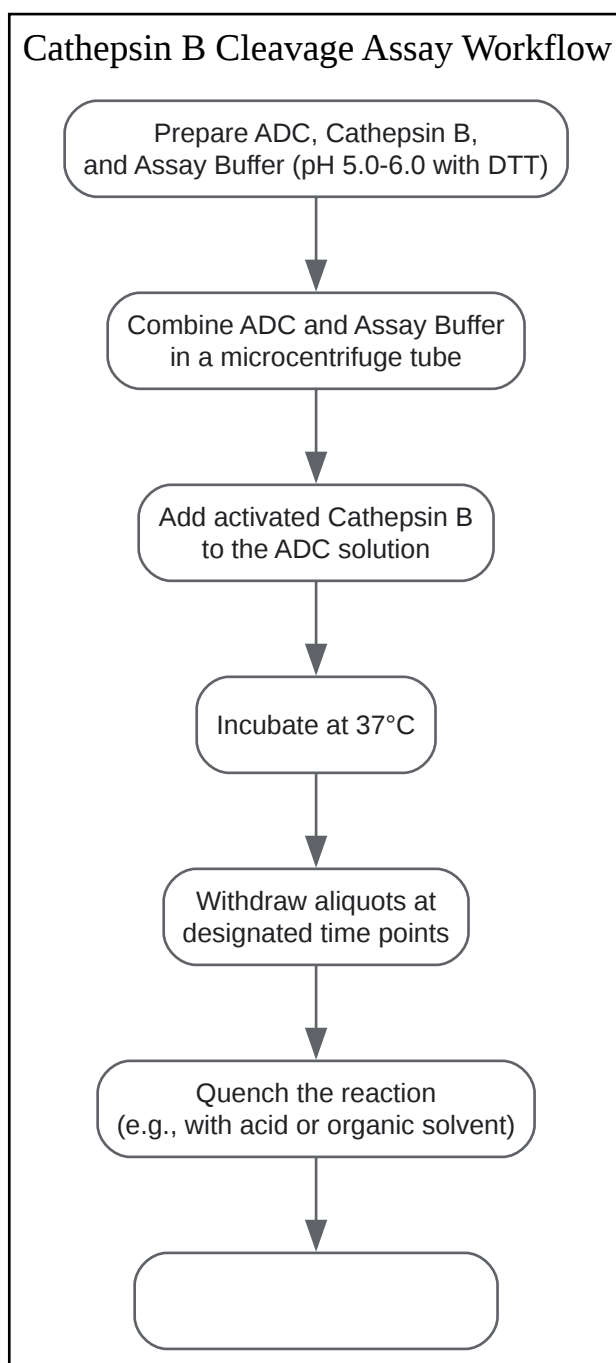 Cathepsin B Cleavage Assay Workflow
Prepare ADC, Cathepsin B,
and Assay Buffer (pH 5.0-6.0 with DTT)
Combine ADC and Assay Buffer
in a microcentrifuge tube
Add activated Cathepsin B
to the ADC solution
Incubate at 37°C
Withdraw aliquots at
designated time points
Quench the reaction
(e.g., with acid or organic solvent)